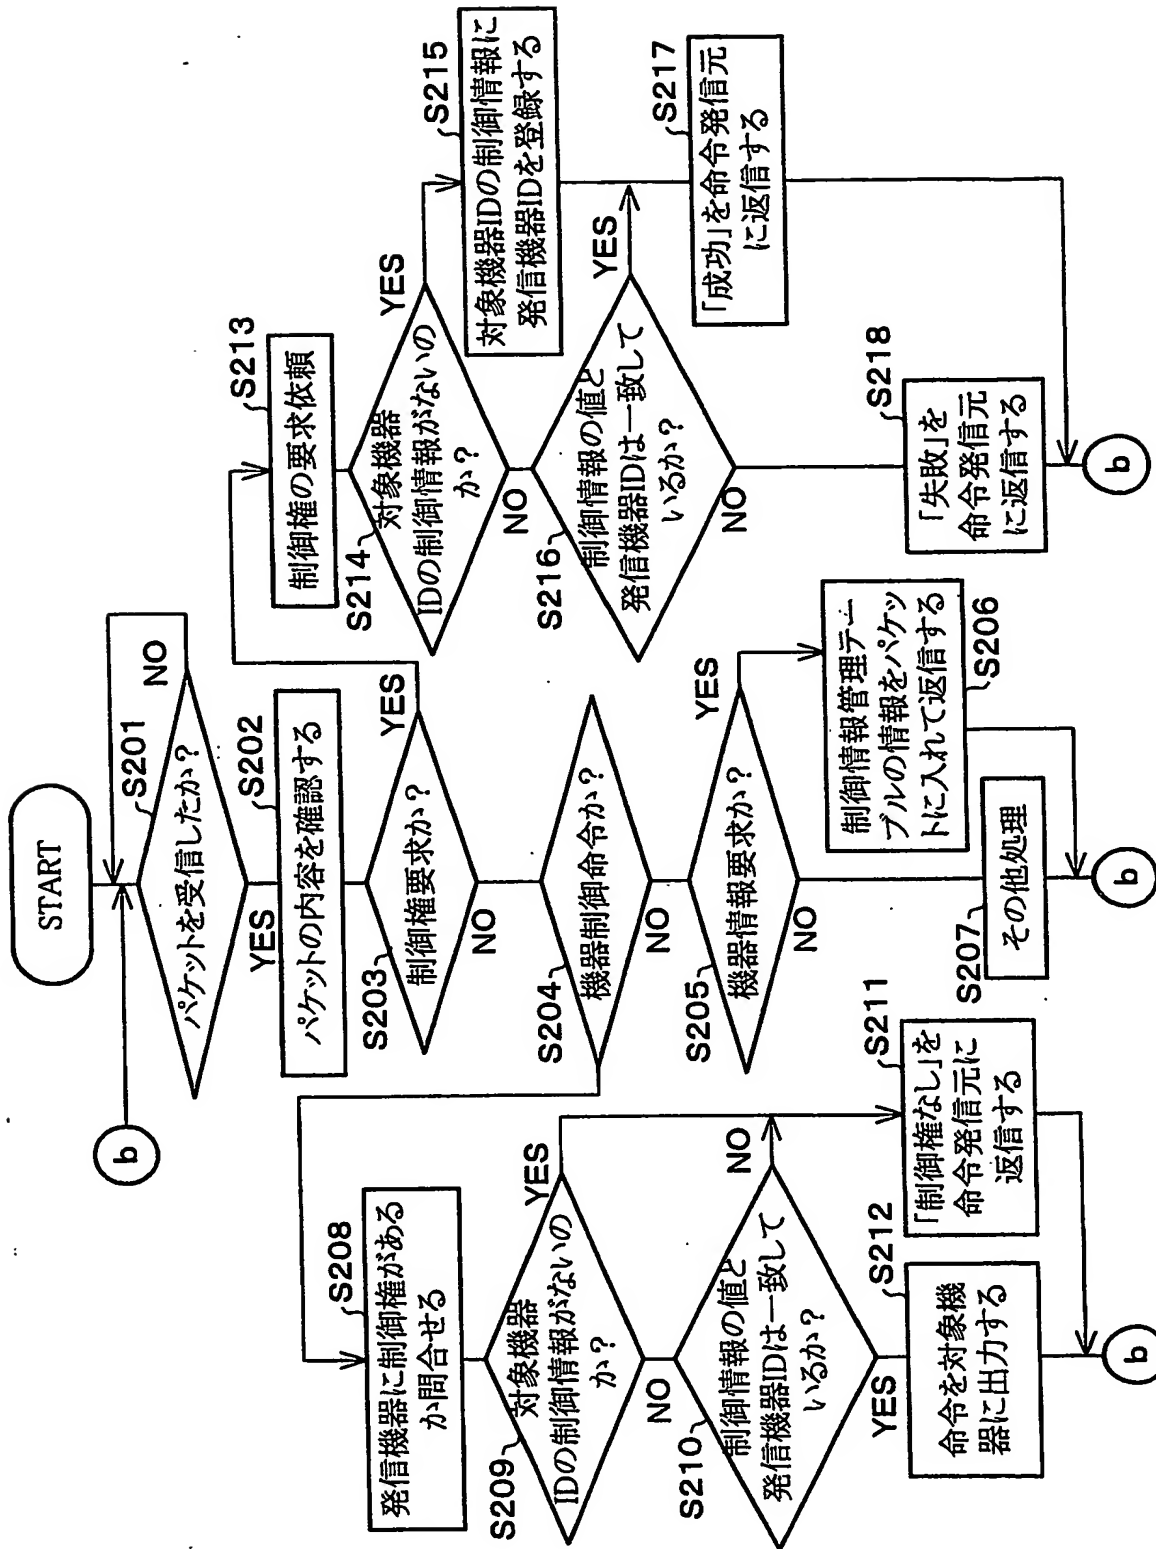 START
b
パケットを受信したか?
S201
NO
YES
パケットの内容を確認する
S202
制御権要求か?
S203
YES
NO
機器制御命令か?
S204
NO
機器情報要求か?
S205
YES
NO
制御情報管理テー
ブルの情報をパケッ
トに入れて返信する
S206
その他処理
S207
b
発信機器に制御権がある
か問合せる
S208
対象機器
IDの制御情報がないの
か?
S209
YES
NO
制御情報の値と
発信機器IDは一致して
いるか?
S210
NO
YES
「制御権なし」を
命令発信元に
返信する
S211
命令を対象機
器に出力する
S212
b
制御権の要求依頼
S213
対象機器
IDの制御情報がないの
か?
S214
YES
NO
対象機器IDの制御情報に
発信機器IDを登録する
S215
制御情報の値と
発信機器IDは一致して
いるか?
S216
YES
NO
「成功」を命令発信元
に返信する
S217
「失敗」を
命令発信元
に返信する
S218
b